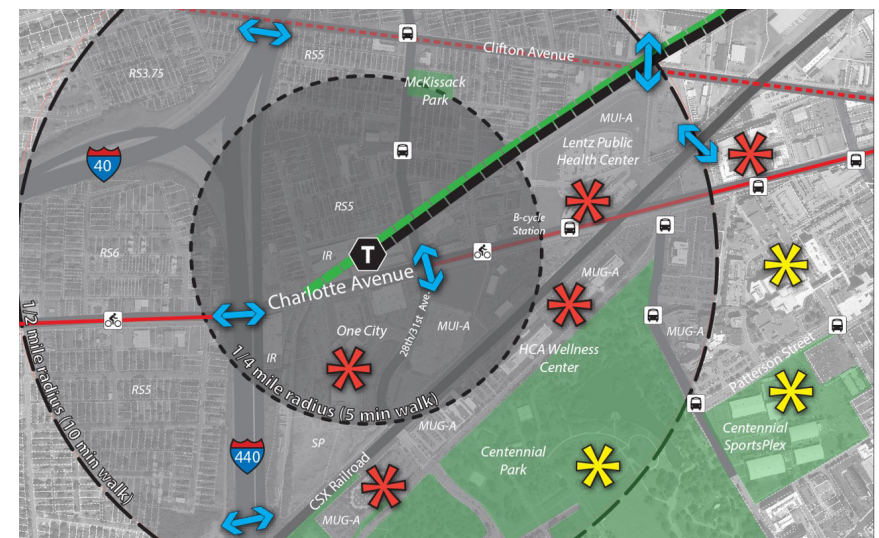 Clifton Avenue
RS5
RS3.75
McKissack
Park
MUI-A
Lentz Public
Health Center
40
RS5
B-cycle
Station
T
IR
RS6
Charlotte Avenue
MUG-A
28th/31st Ave.
One City
MUI-A
MUG-A
HCA Wellness
Center
IR
1/4 mile radius (5 min walk)
1/2 mile radius (10 min walk)
Patterson Street
RS5
MUG-A
Centennial
SportsPlex
SP
440
Centennial
Park
CSX Railroad
MUG-A